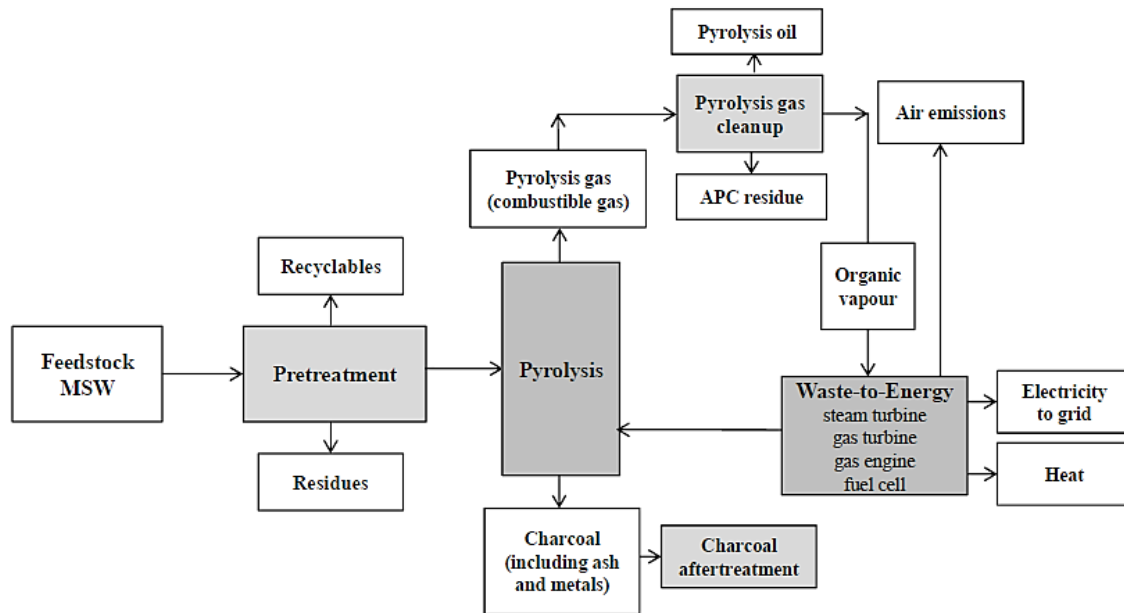 Pyrolysis oil
Pyrolysis gas
cleanup
Air emissions
Pyrolysis gas
(combustible gas)
APC residue
Recyclables
Organic
vapour
Feedstock
MSW
Pretreatment
Pyrolysis
Waste-to-Energy
steam turbine
gas turbine
gas engine
fuel cell
Electricity
to grid
Heat
Residues
Charcoal
(including ash
and metals)
Charcoal
aftertreatment